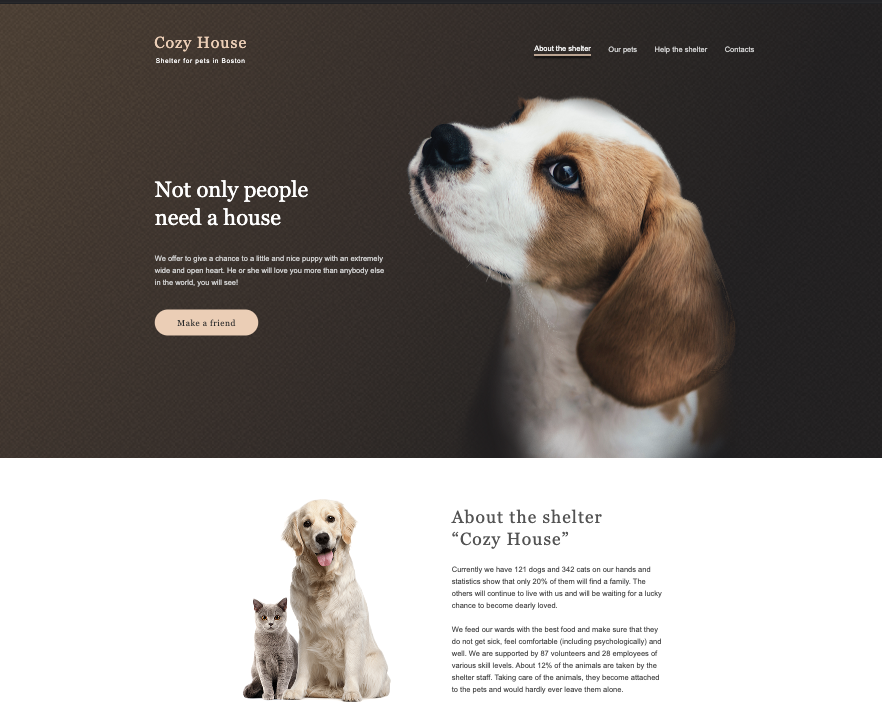 Cozy House
Shelter for pets in Boston
About the shelter
Our pets
Help the shelter
Contacts
Not only people
need a house
We offer to give a chance to a little and nice puppy with an extremely
wide and open heart. He or she will love you more than anybody else
in the world, you will see!
Make a friend
About the shelter
“Cozy House”
Currently we have 121 dogs and 342 cats on our hands and
statistics show that only 20% of them will find a family. The
others will continue to live with us and will be waiting for a lucky
chance to become dearly loved.
We feed our wards with the best food and make sure that they
do not get sick, feel comfortable (including psychologically) and
well. We are supported by 87 volunteers and 28 employees of
various skill levels. About 12% of the animals are taken by the
shelter staff. Taking care of the animals, they become attached
to the pets and would hardly ever leave them alone.